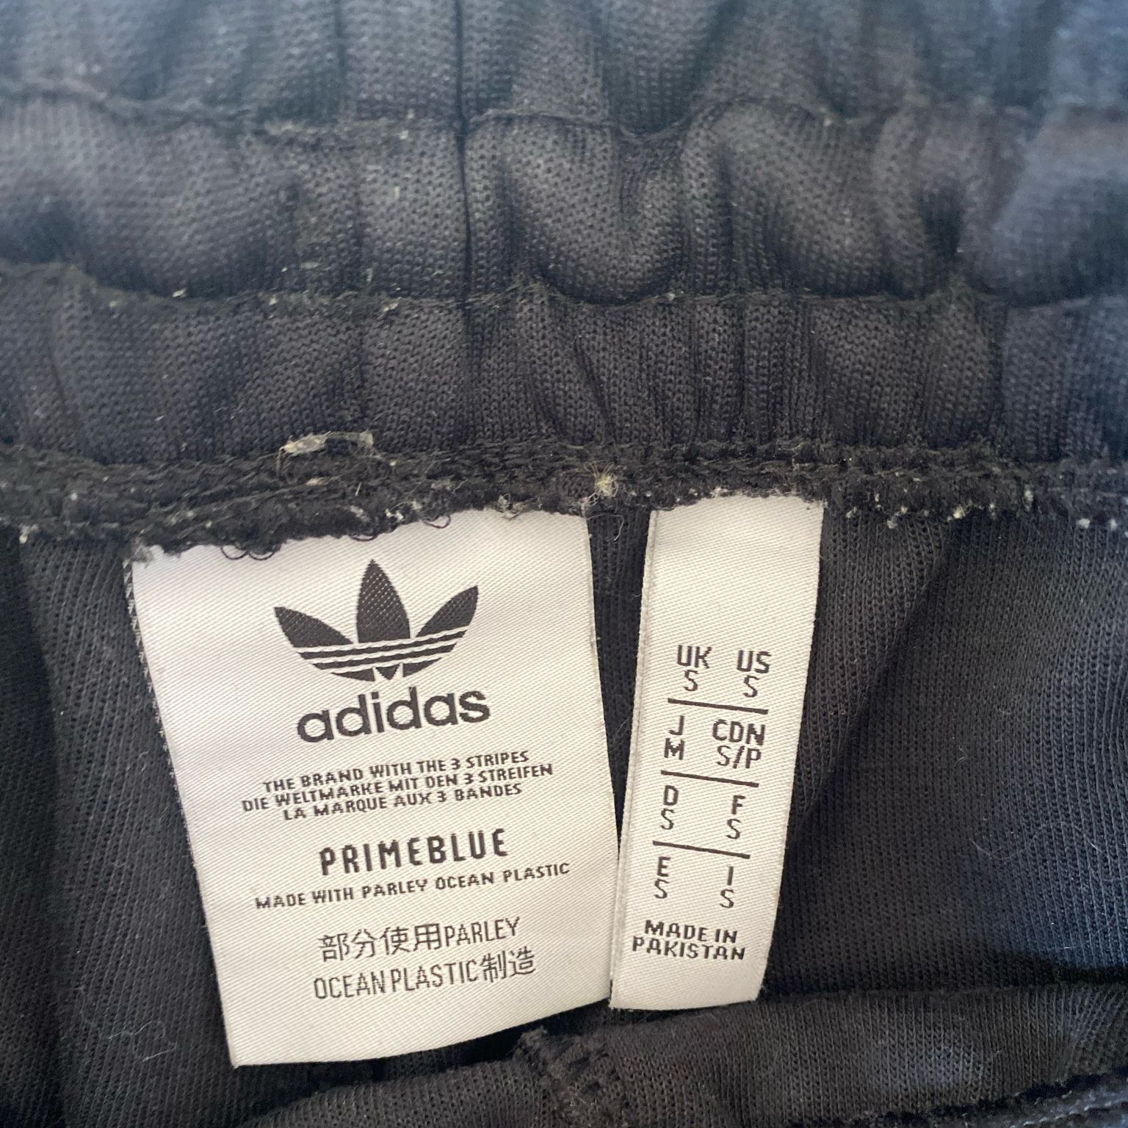 adidas
THE BRAND WITH THE 3 STRIPES
DIE WELTMARKE MIT DEN 3 STREIFEN
LA MARQUE AUX 3 BANDES
PRIMEBLUE
MADE WITH PARLEY OCEAN PLASTIC
部分使用PARLEY
OCEAN PLASTIC制造
UK US
S S
J CDN
M S/P
D F
S S
E I
S S
MADE IN
PAKISTAN